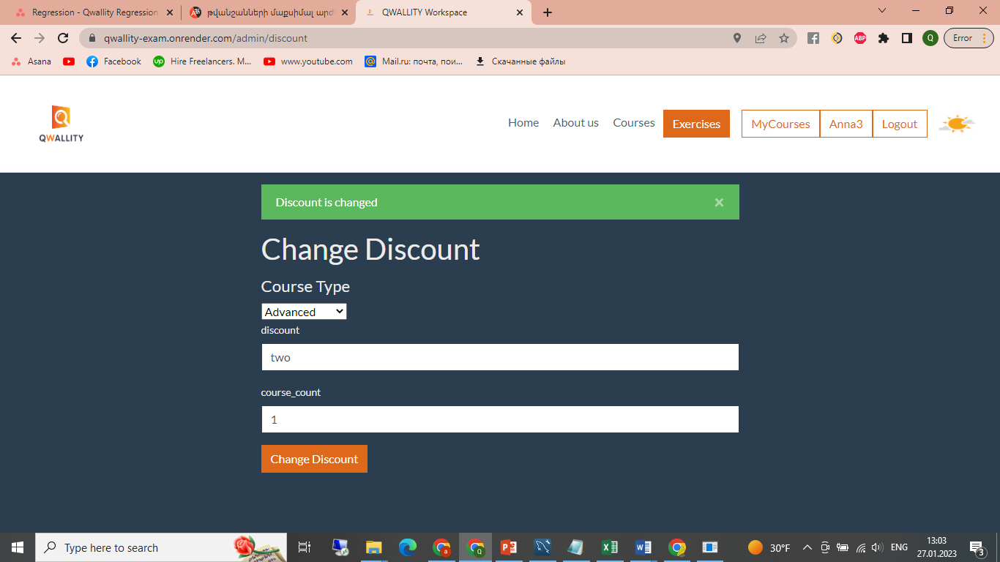 Regression - Qwallity Regression
թվանշանների մաքսիմալ արժ
QWALLITY Workspace
qwallity-exam.onrender.com/admin/discount
ABP
Q
Error
Asana
Facebook
up
Hire Freelancers. M...
www.youtube.com
Mail.ru: почта, пои...
Скачанные файлы
QWALLITY
Home
About us
Courses
Exercises
MyCourses
Anna3
Logout
Discount is changed
×
Change Discount
Course Type
Advanced
discount
two
course_count
1
Change Discount
Type here to search
30°F
ENG
13:03
27.01.2023
3